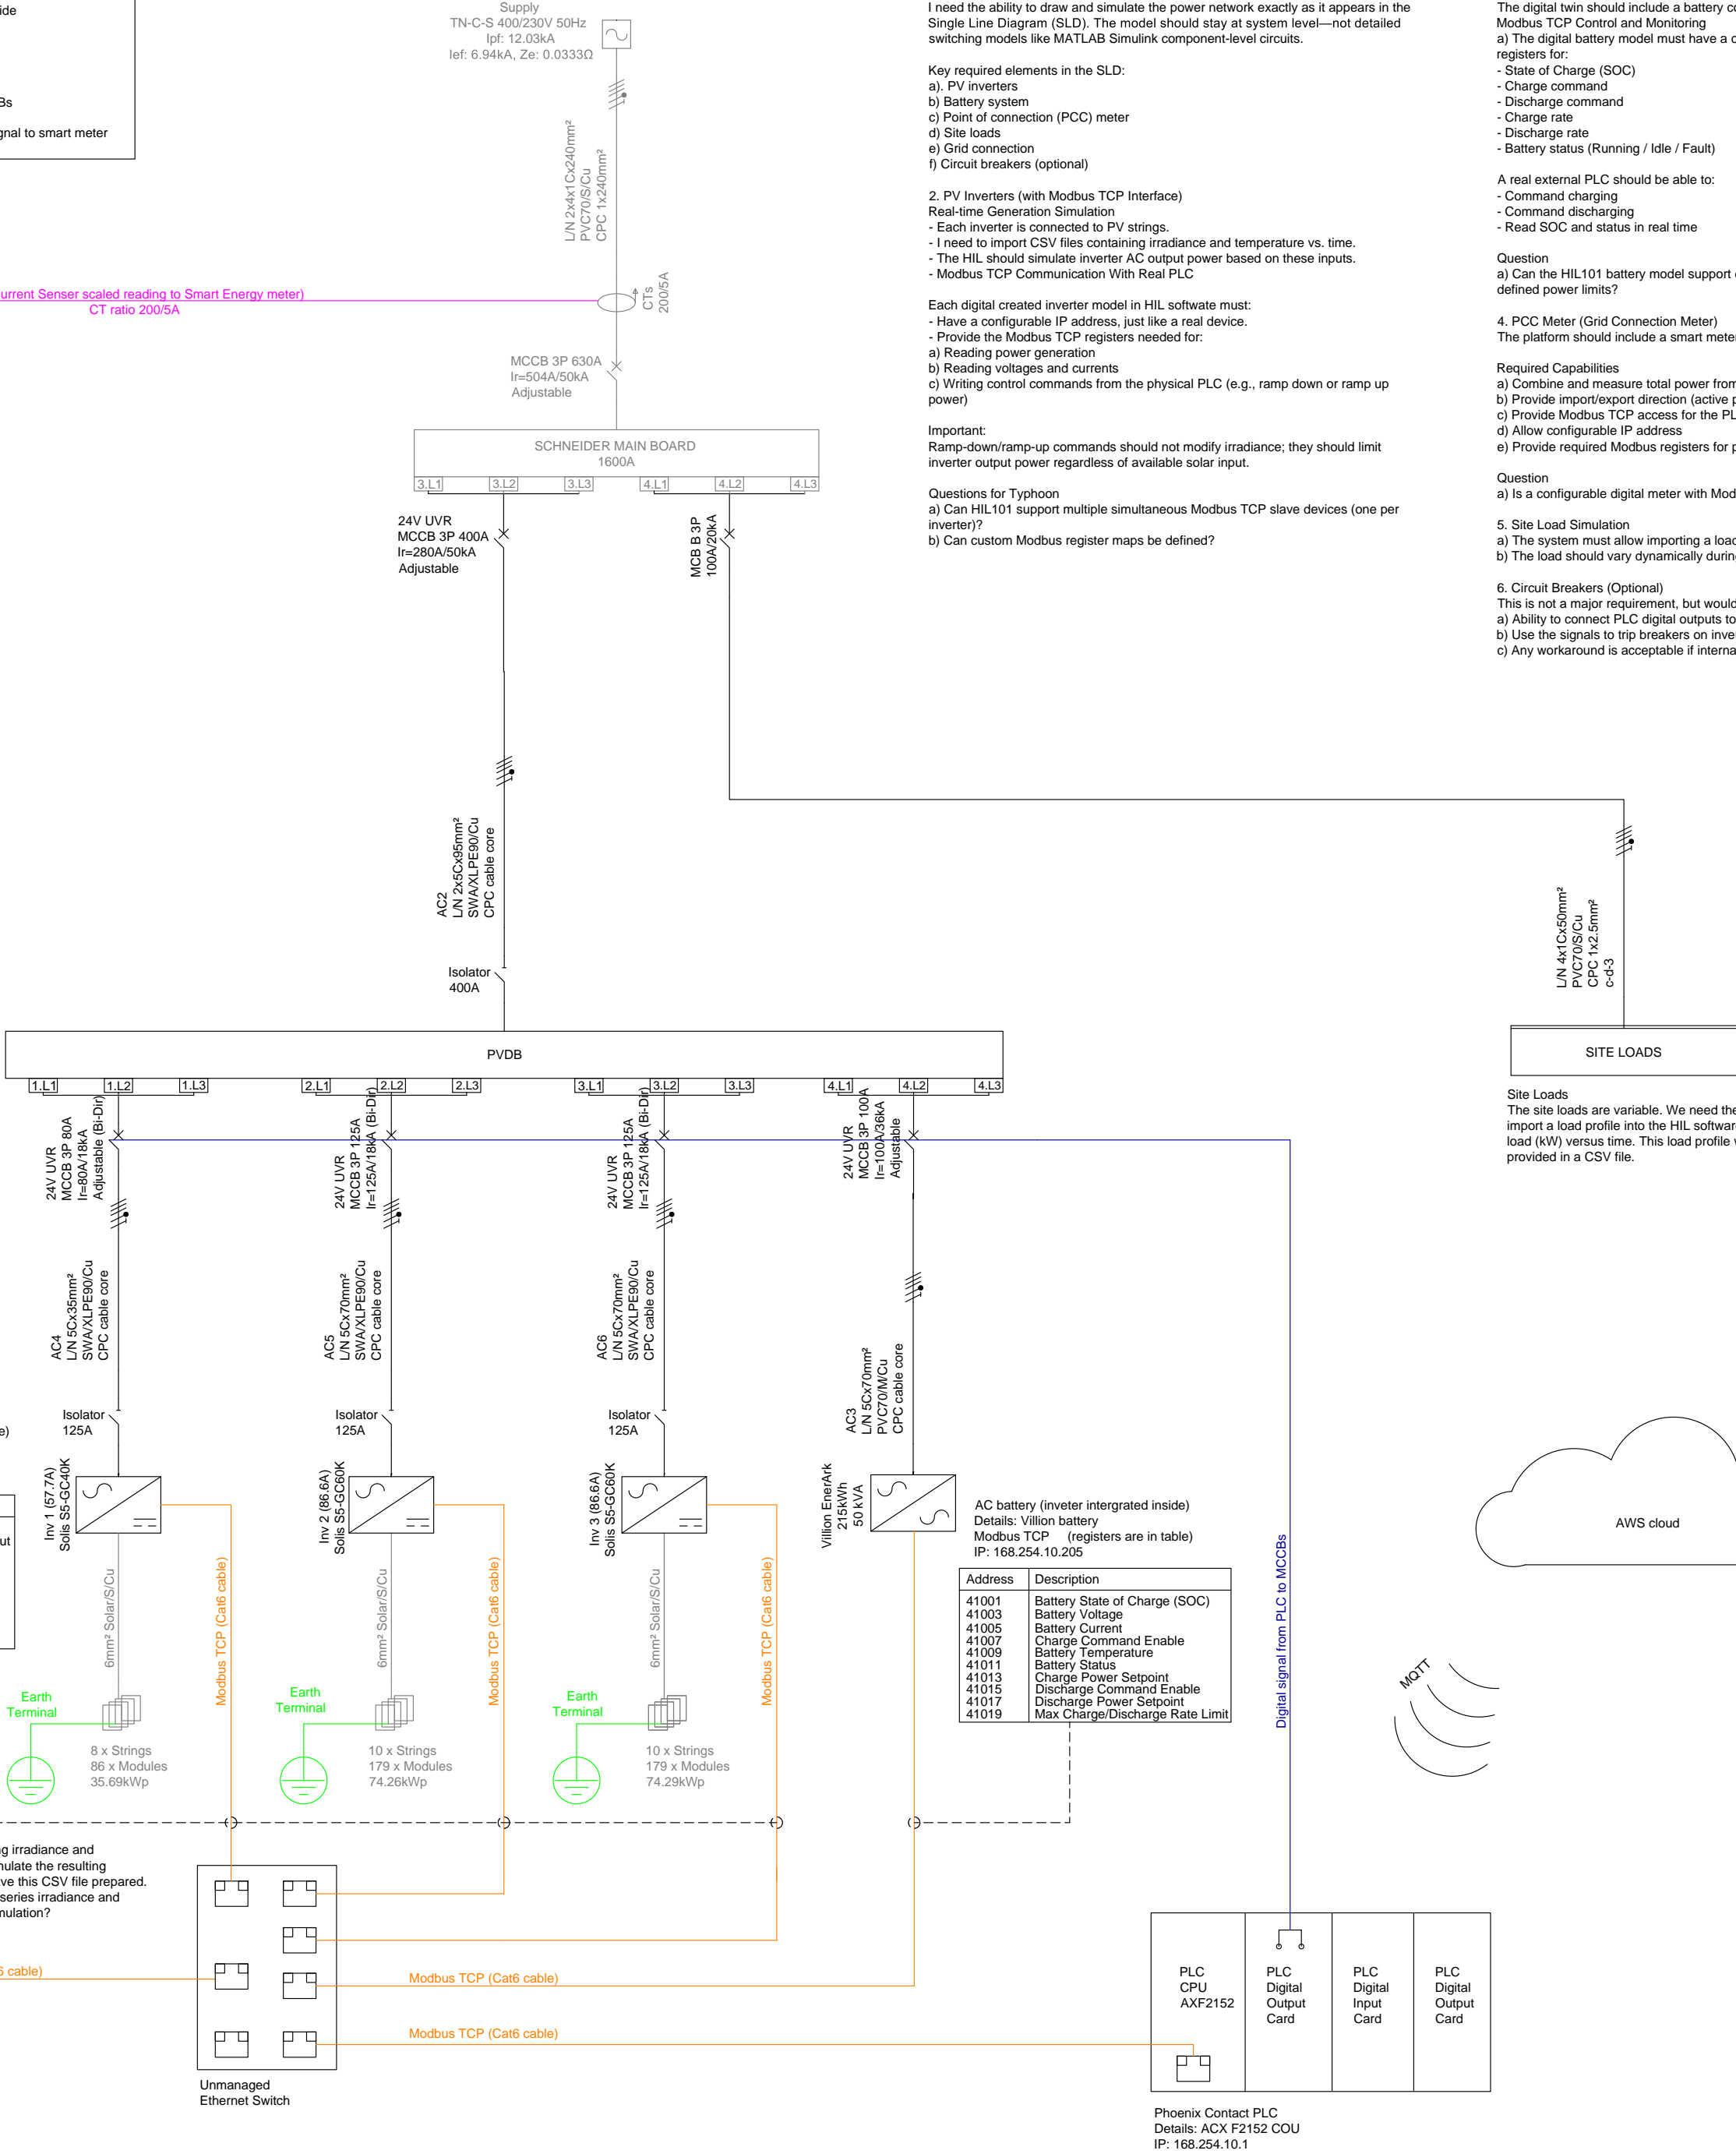 ide
Bs
gnal to smart meter
Supply
TN-C-S 400/230V 50Hz
Ipf: 12.03kA
Ief: 6.94kA, Ze: 0.0333Ω
L/N 2x4x1Cx240mm²
PVC70/S/Cu
CPC 1x240mm²
urrent Senser scaled reading to Smart Energy meter)
CT ratio 200/5A
CTs
200/5A
MCCB 3P 630A
Ir=504A/50kA
Adjustable
SCHNEIDER MAIN BOARD
1600A
3.L1
3.L2
3.L3
4.L1
4.L2
4.L3
24V UVR
MCCB 3P 400A
Ir=280A/50kA
Adjustable
MCB B 3P
100A/20kA
I need the ability to draw and simulate the power network exactly as it appears in the
Single Line Diagram (SLD). The model should stay at system level—not detailed
switching models like MATLAB Simulink component-level circuits.
Key required elements in the SLD:
a). PV inverters
b) Battery system
c) Point of connection (PCC) meter
d) Site loads
e) Grid connection
f) Circuit breakers (optional)
2. PV Inverters (with Modbus TCP Interface)
Real-time Generation Simulation
- Each inverter is connected to PV strings.
- I need to import CSV files containing irradiance and temperature vs. time.
- The HIL should simulate inverter AC output power based on these inputs.
- Modbus TCP Communication With Real PLC
Each digital created inverter model in HIL softwate must:
- Have a configurable IP address, just like a real device.
- Provide the Modbus TCP registers needed for:
a) Reading power generation
b) Reading voltages and currents
c) Writing control commands from the physical PLC (e.g., ramp down or ramp up
power)
Important:
Ramp-down/ramp-up commands should not modify irradiance; they should limit
inverter output power regardless of available solar input.
Questions for Typhoon
a) Can HIL101 support multiple simultaneous Modbus TCP slave devices (one per
inverter)?
b) Can custom Modbus register maps be defined?
The digital twin should include a battery co
Modbus TCP Control and Monitoring
a) The digital battery model must have a c
registers for:
- State of Charge (SOC)
- Charge command
- Discharge command
- Charge rate
- Discharge rate
- Battery status (Running / Idle / Fault)
A real external PLC should be able to:
- Command charging
- Command discharging
- Read SOC and status in real time
Question
a) Can the HIL101 battery model support
defined power limits?
4. PCC Meter (Grid Connection Meter)
The platform should include a smart meter
Required Capabilities
a) Combine and measure total power from
b) Provide import/export direction (active p
c) Provide Modbus TCP access for the PL
d) Allow configurable IP address
e) Provide required Modbus registers for p
Question
a) Is a configurable digital meter with Mod
5. Site Load Simulation
a) The system must allow importing a load
b) The load should vary dynamically during
6. Circuit Breakers (Optional)
This is not a major requirement, but would
a) Ability to connect PLC digital outputs to
b) Use the signals to trip breakers on inve
c) Any workaround is acceptable if interna
AC2
L/N 2x5Cx95mm²
SWA/XLPE90/Cu
CPC cable core
Isolator
400A
L/N 4x1Cx50mm²
PVC70/S/Cu
CPC 1x2.5mm²
c-d-3
PVDB
1.L1
1.L2
1.L3
2.L1
2.L2
2.L3
3.L1
3.L2
3.L3
4.L1
4.L2
4.L3
SITE LOADS
Site Loads
The site loads are variable. We need the
import a load profile into the HIL software
load (kW) versus time. This load profile w
provided in a CSV file.
24V UVR
MCCB 3P 80A
Ir=80A/18kA
Adjustable (Bi-Dir)
24V UVR
MCCB 3P 125A
Ir=125A/18kA (Bi-Dir)
24V UVR
MCCB 3P 125A
Ir=125A/18kA (Bi-Dir)
24V UVR
MCCB 3P 100A
Ir=100A/36kA
Adjustable
AC4
L/N 5Cx35mm²
SWA/XLPE90/Cu
CPC cable core
AC5
L/N 5Cx70mm²
SWA/XLPE90/Cu
CPC cable core
AC6
L/N 5Cx70mm²
SWA/XLPE90/Cu
CPC cable core
AC3
L/N 5Cx70mm²
PVC70/M/Cu
CPC cable core
e)
Isolator
125A
Isolator
125A
Isolator
125A
Inv 1 (57.7A)
Solis S5-GC40K
Inv 2 (86.6A)
Solis S5-GC60K
Inv 3 (86.6A)
Solis S5-GC60K
Villion EnerArk
215kWh
50 kVA
ut
AC battery (inveter intergrated inside)
Details: Villion battery
Modbus TCP (registers are in table)
IP: 168.254.10.205
Address Description
41001 Battery State of Charge (SOC)
41003 Battery Voltage
41005 Battery Current
41007 Charge Command Enable
41009 Battery Temperature
41011 Battery Status
41013 Charge Power Setpoint
41015 Discharge Command Enable
41017 Discharge Power Setpoint
41019 Max Charge/Discharge Rate Limit
6mm² Solar/S/Cu
Modbus TCP (Cat6 cable)
6mm² Solar/S/Cu
Modbus TCP (Cat6 cable)
6mm² Solar/S/Cu
Modbus TCP (Cat6 cable)
Digital signal from PLC to MCCBs
AWS cloud
MQTT
Earth
Terminal
Earth
Terminal
Earth
Terminal
8 x Strings
86 x Modules
35.69kWp
10 x Strings
179 x Modules
74.26kWp
10 x Strings
179 x Modules
74.29kWp
ng irradiance and
mulate the resulting
ave this CSV file prepared.
series irradiance and
mulation?
6 cable)
Modbus TCP (Cat6 cable)
Modbus TCP (Cat6 cable)
Unmanaged
Ethernet Switch
PLC
CPU
AXF2152
PLC
Digital
Output
Card
PLC
Digital
Input
Card
PLC
Digital
Output
Card
Phoenix Contact PLC
Details: ACX F2152 COU
IP: 168.254.10.1